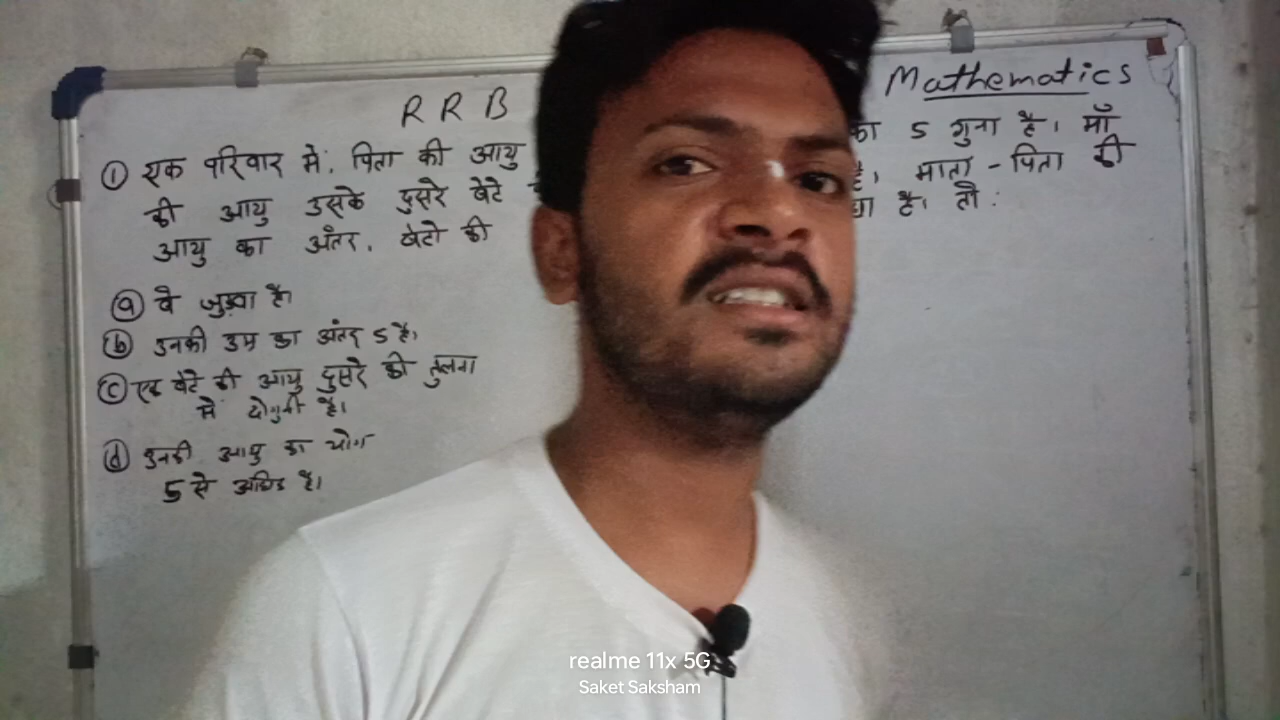 R R B Mathematics
① एक परिवार में. पिता की आयु का 5 गुना है। माँ
की आयु उसके दुसरे बेटे है, माता - पिता की
आयु का अंतर. बेटो की है। तो :
ⓐ वे जुड़वा है।
ⓑ उनकी उम्र का अंतर 5 है।
ⓒ एक बेटे की आयु दुसरे की तुलना
में दोगुनी है।
ⓓ उनकी आयु का योग
5 से अधिक है।
realme 11x 5G
Saket Saksham